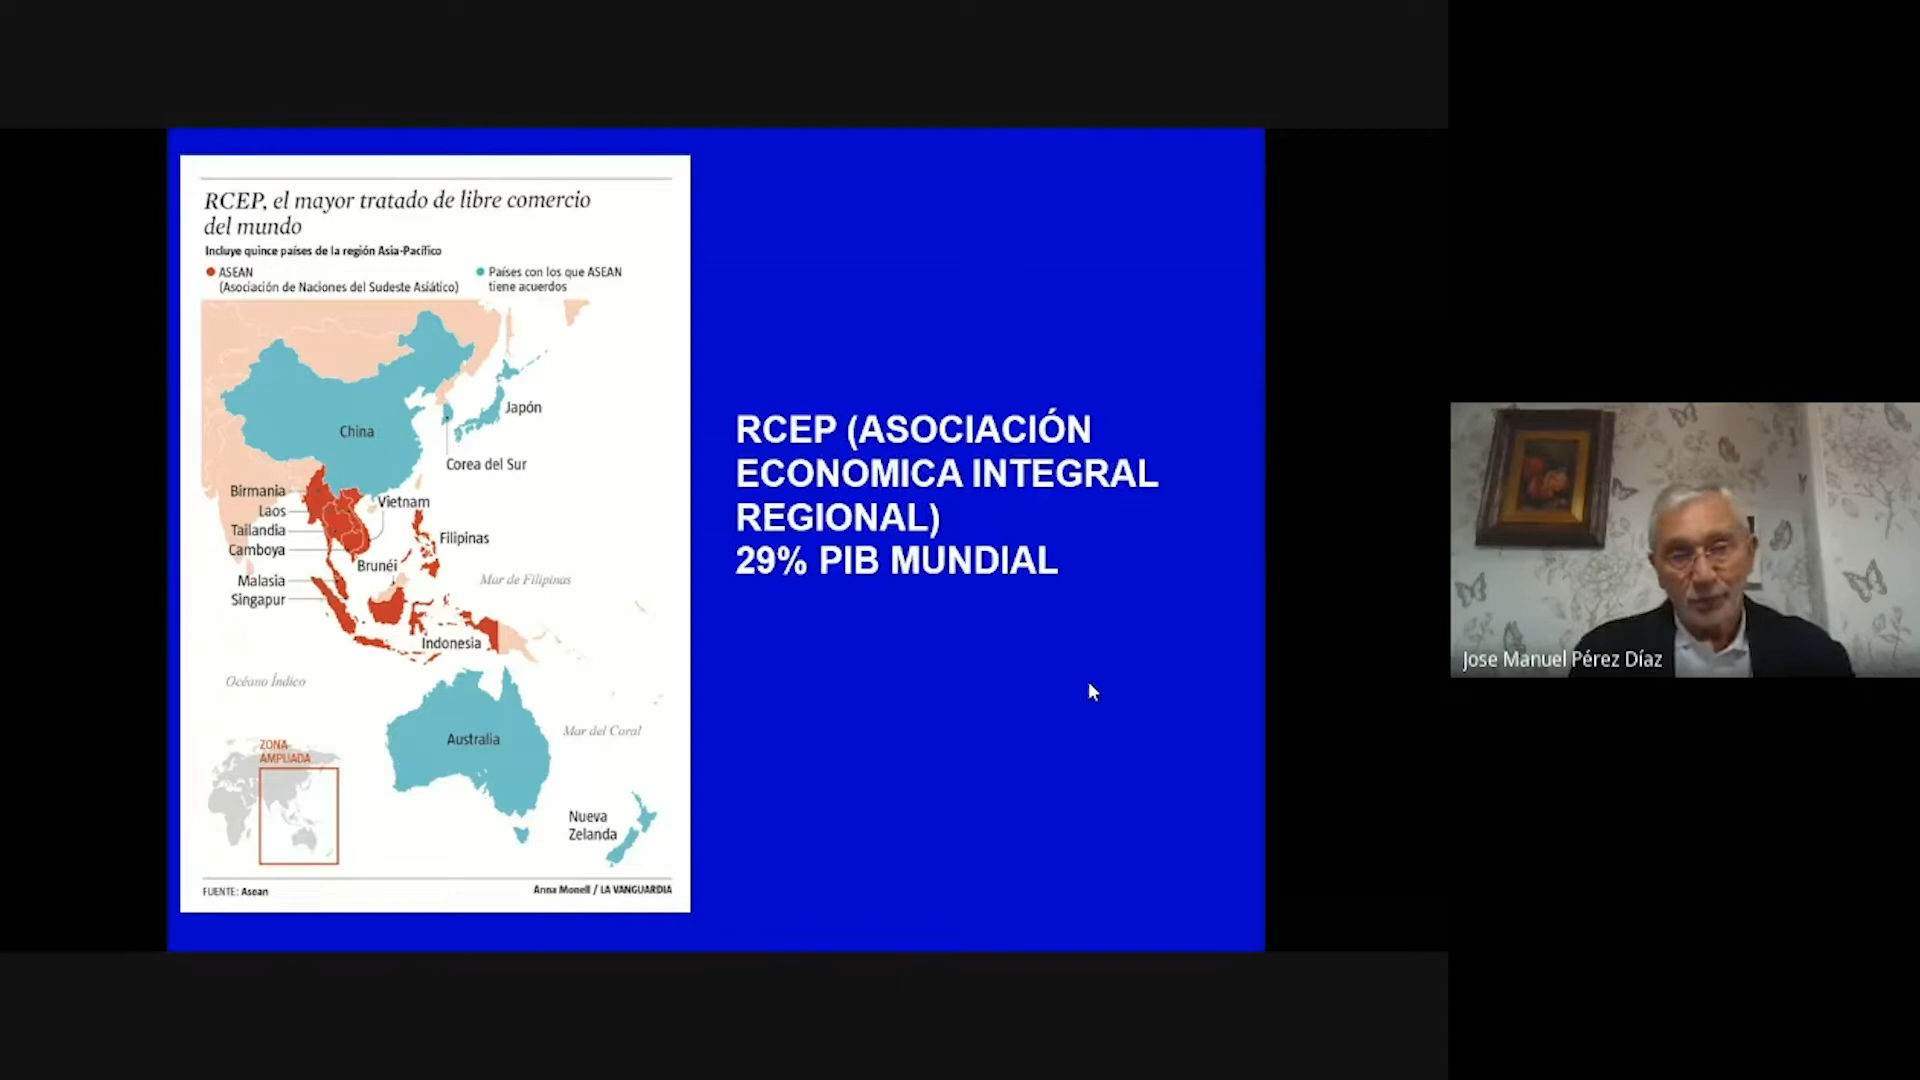 RCEP, el mayor tratado de libre comercio
del mundo
Incluye quince países de la región Asia-Pacífico
ASEAN
(Asociación de Naciones del Sudeste Asiático)
Países con los que ASEAN
tiene acuerdos
China
Japón
Corea del Sur
Birmania
Laos
Tailandia
Camboya
Vietnam
Filipinas
Brunéi
Malasia
Singapur
Mar de Filipinas
Indonesia
Océano Índico
Australia
Mar del Coral
ZONA
AMPLIADA
Nueva
Zelanda
FUENTE: Asean
Anna Monell / LA VANGUARDIA
RCEP (ASOCIACIÓN
ECONOMICA INTEGRAL
REGIONAL)
29% PIB MUNDIAL
Jose Manuel Pérez Díaz